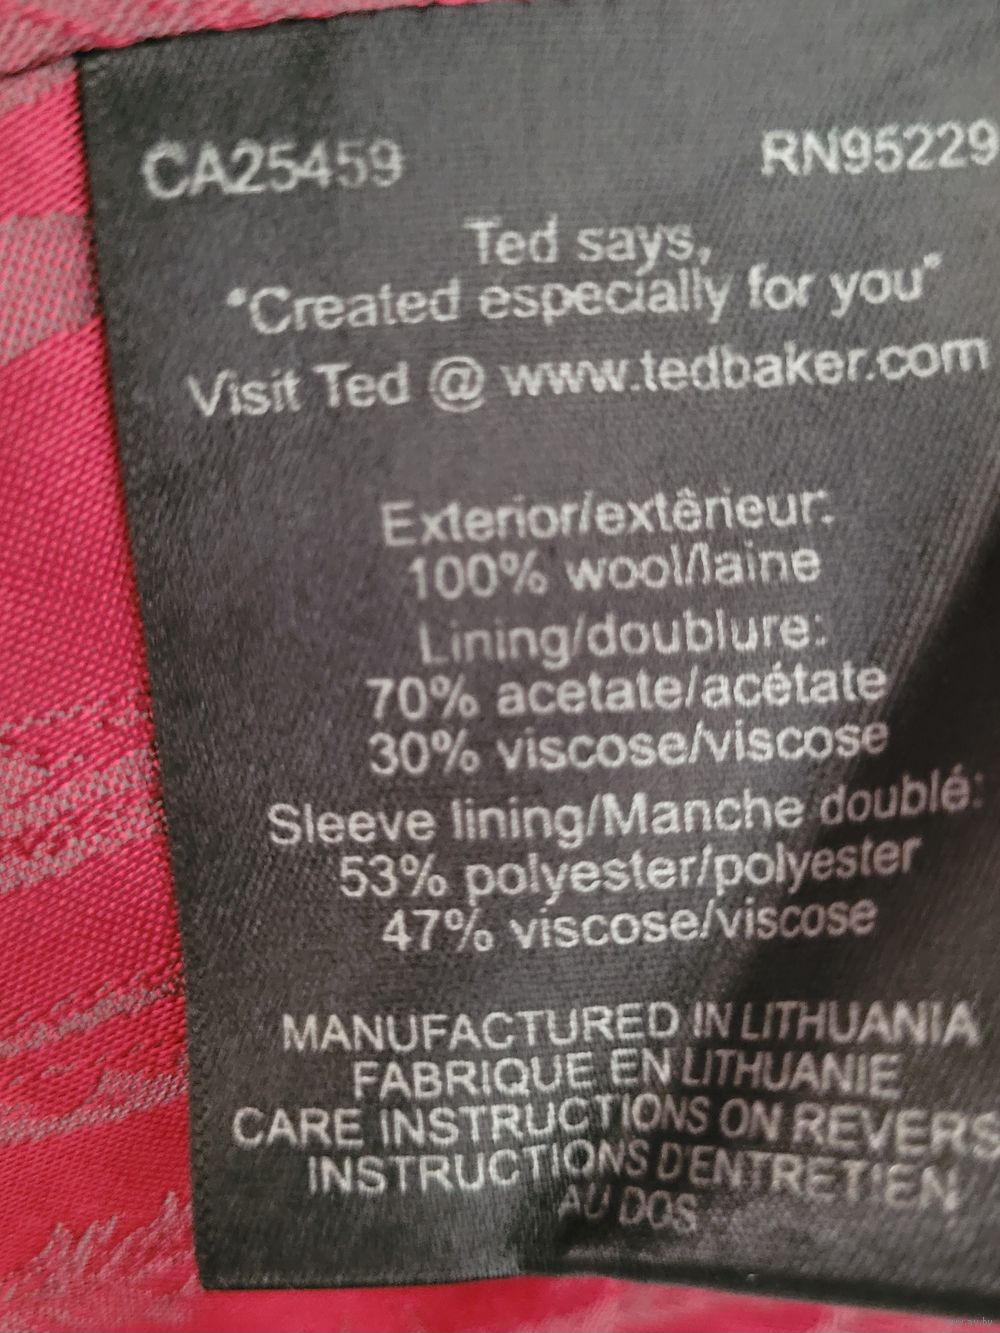 CA25459 RN95229
Ted says,
"Created especially for you"
Visit Ted @ www.tedbaker.com
Exterior/extêrieur:
100% wool/laine
Lining/doublure:
70% acetate/acétate
30% viscose/viscose
Sleeve lining/Manche doublé:
53% polyester/polyester
47% viscose/viscose
MANUFACTURED IN LITHUANIA
FABRIQUE EN LITHUANIE
CARE INSTRUCTIONS ON REVERS
INSTRUCTIONS D'ENTRETIEN
AU DOS